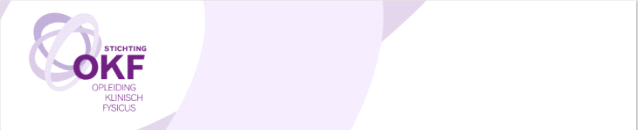 STICHTING
OKF
OPLEIDING
KLINISCH
FYSICUS